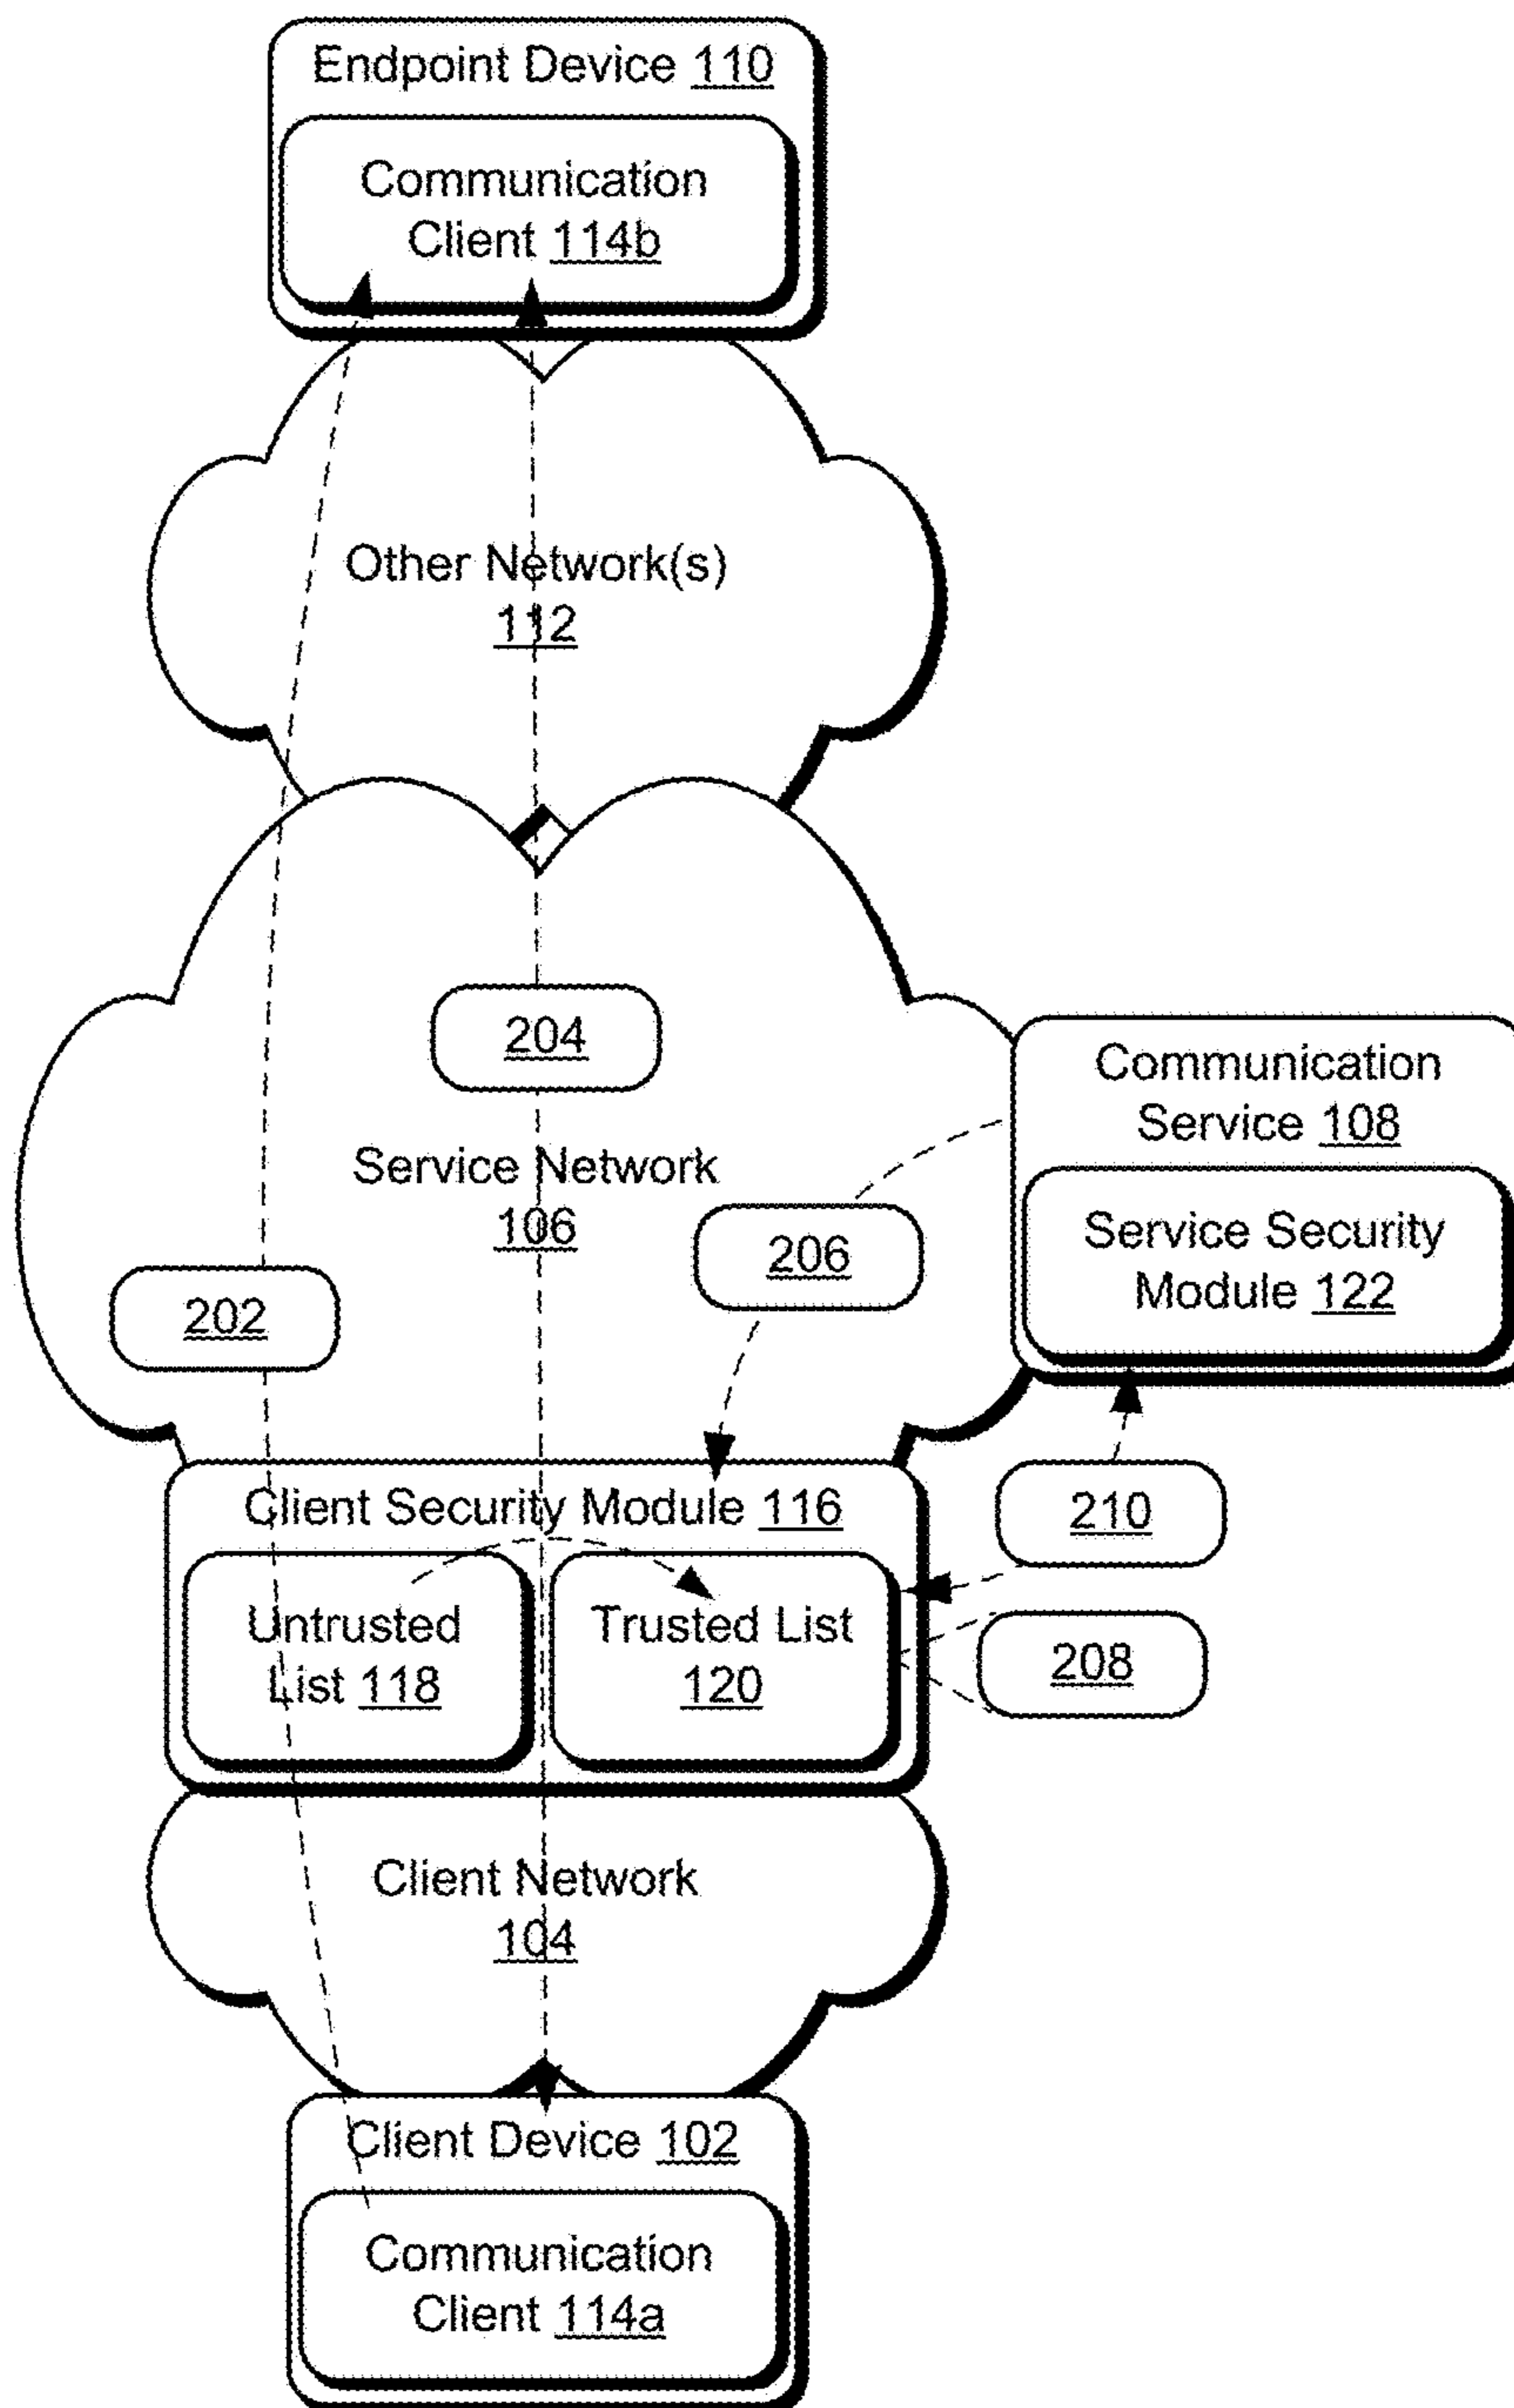 Endpoint Device 110
Communication
Client 114b
Other Network(s)
112
204
Communication
Service 108
Service Network
106
Service Security
Module 122
206
202
Client Security Module 116
210
Untrusted
List 118
Trusted List
120
208
Client Network
104
Client Device 102
Communication
Client 114a